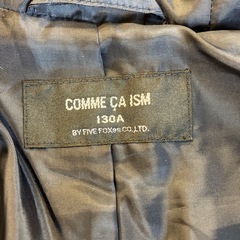 COMME ÇA ISM
130A
BY FIVE FOXes CO.,LTD.